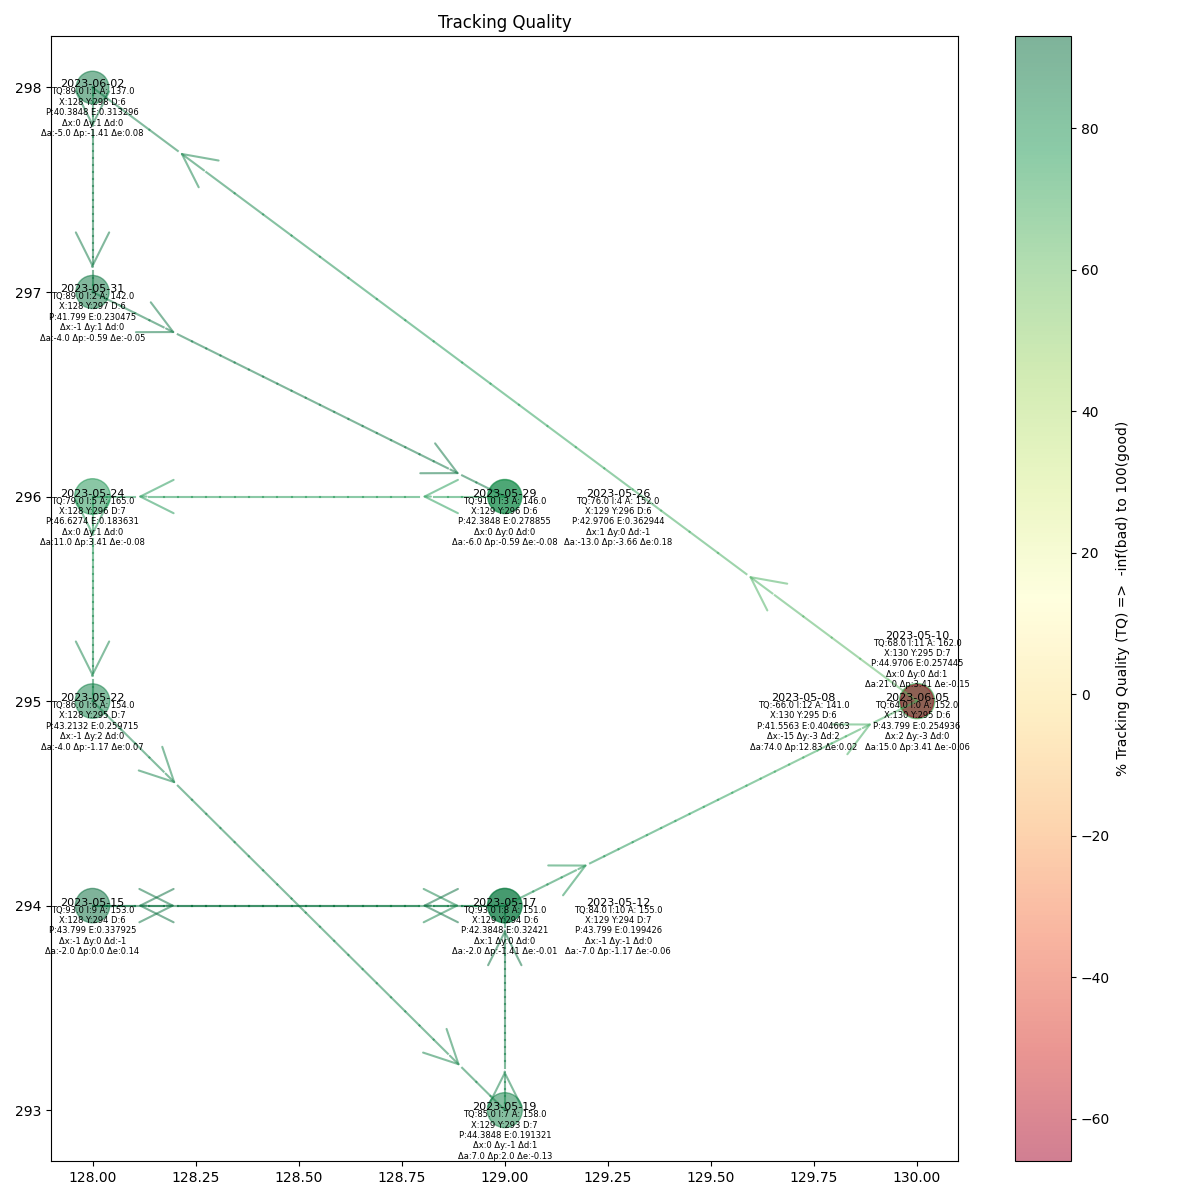 Tracking Quality
298
2023-06-02
TQ:89.0 I:1 A: 137.0
X:128 Y:298 D:6
P:40.3848 E:0.313296
Δx:0 Δy:1 Δd:0
Δa:-5.0 Δp:-1.41 Δe:0.08
297
2023-05-31
TQ:89.0 I:2 A: 142.0
X:128 Y:297 D:6
P:41.799 E:0.230475
Δx:-1 Δy:1 Δd:0
Δa:-4.0 Δp:-0.59 Δe:-0.05
296
2023-05-24
TQ:79.0 I:5 A: 165.0
X:128 Y:296 D:7
P:46.6274 E:0.183631
Δx:0 Δy:1 Δd:0
Δa:11.0 Δp:3.41 Δe:-0.08
2023-05-29
TQ:91.0 I:3 A: 146.0
X:129 Y:296 D:6
P:42.3848 E:0.278855
Δx:0 Δy:0 Δd:0
Δa:-6.0 Δp:-0.59 Δe:-0.08
2023-05-26
TQ:76.0 I:4 A: 152.0
X:129 Y:296 D:6
P:42.9706 E:0.362944
Δx:1 Δy:0 Δd:-1
Δa:-13.0 Δp:-3.66 Δe:0.18
2023-05-10
TQ:68.0 I:11 A: 162.0
X:130 Y:295 D:7
P:44.9706 E:0.257445
Δx:0 Δy:0 Δd:1
Δa:21.0 Δp:3.41 Δe:-0.15
295
2023-05-22
TQ:86.0 I:6 A: 154.0
X:128 Y:295 D:7
P:43.2132 E:0.259715
Δx:-1 Δy:2 Δd:0
Δa:-4.0 Δp:-1.17 Δe:0.07
2023-05-08
TQ:-66.0 I:12 A: 141.0
X:130 Y:295 D:6
P:41.5563 E:0.404663
Δx:-15 Δy:-3 Δd:2
Δa:74.0 Δp:12.83 Δe:0.02
2023-06-05
TQ:64.0 I:0 A: 152.0
X:130 Y:295 D:6
P:43.799 E:0.254936
Δx:2 Δy:-3 Δd:0
Δa:15.0 Δp:3.41 Δe:-0.06
294
2023-05-15
TQ:93.0 I:9 A: 153.0
X:128 Y:294 D:6
P:43.799 E:0.337925
Δx:-1 Δy:0 Δd:-1
Δa:-2.0 Δp:0.0 Δe:0.14
2023-05-17
TQ:93.0 I:8 A: 151.0
X:129 Y:294 D:6
P:42.3848 E:0.32421
Δx:1 Δy:0 Δd:0
Δa:-2.0 Δp:-1.41 Δe:-0.01
2023-05-12
TQ:84.0 I:10 A: 155.0
X:129 Y:294 D:7
P:43.799 E:0.199426
Δx:-1 Δy:-1 Δd:0
Δa:-7.0 Δp:-1.17 Δe:-0.06
293
2023-05-19
TQ:85.0 I:7 A: 158.0
X:129 Y:293 D:7
P:44.3848 E:0.191321
Δx:0 Δy:-1 Δd:1
Δa:7.0 Δp:2.0 Δe:-0.13
128.00 128.25 128.50 128.75 129.00 129.25 129.50 129.75 130.00
80
60
40
20
0
−20
−40
−60
% Tracking Quality (TQ) => -inf(bad) to 100(good)